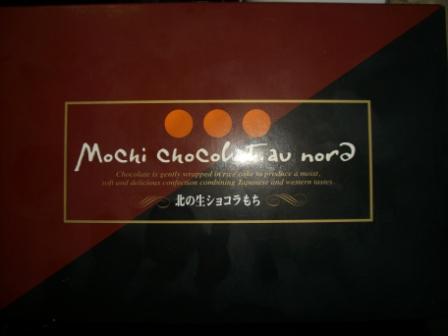 Mochi chocolat au nord
Chocolate is gently wrapped in rice cake to produce a moist,
soft and delicious confection combining Japanese and western tastes.
北の生ショコラもち